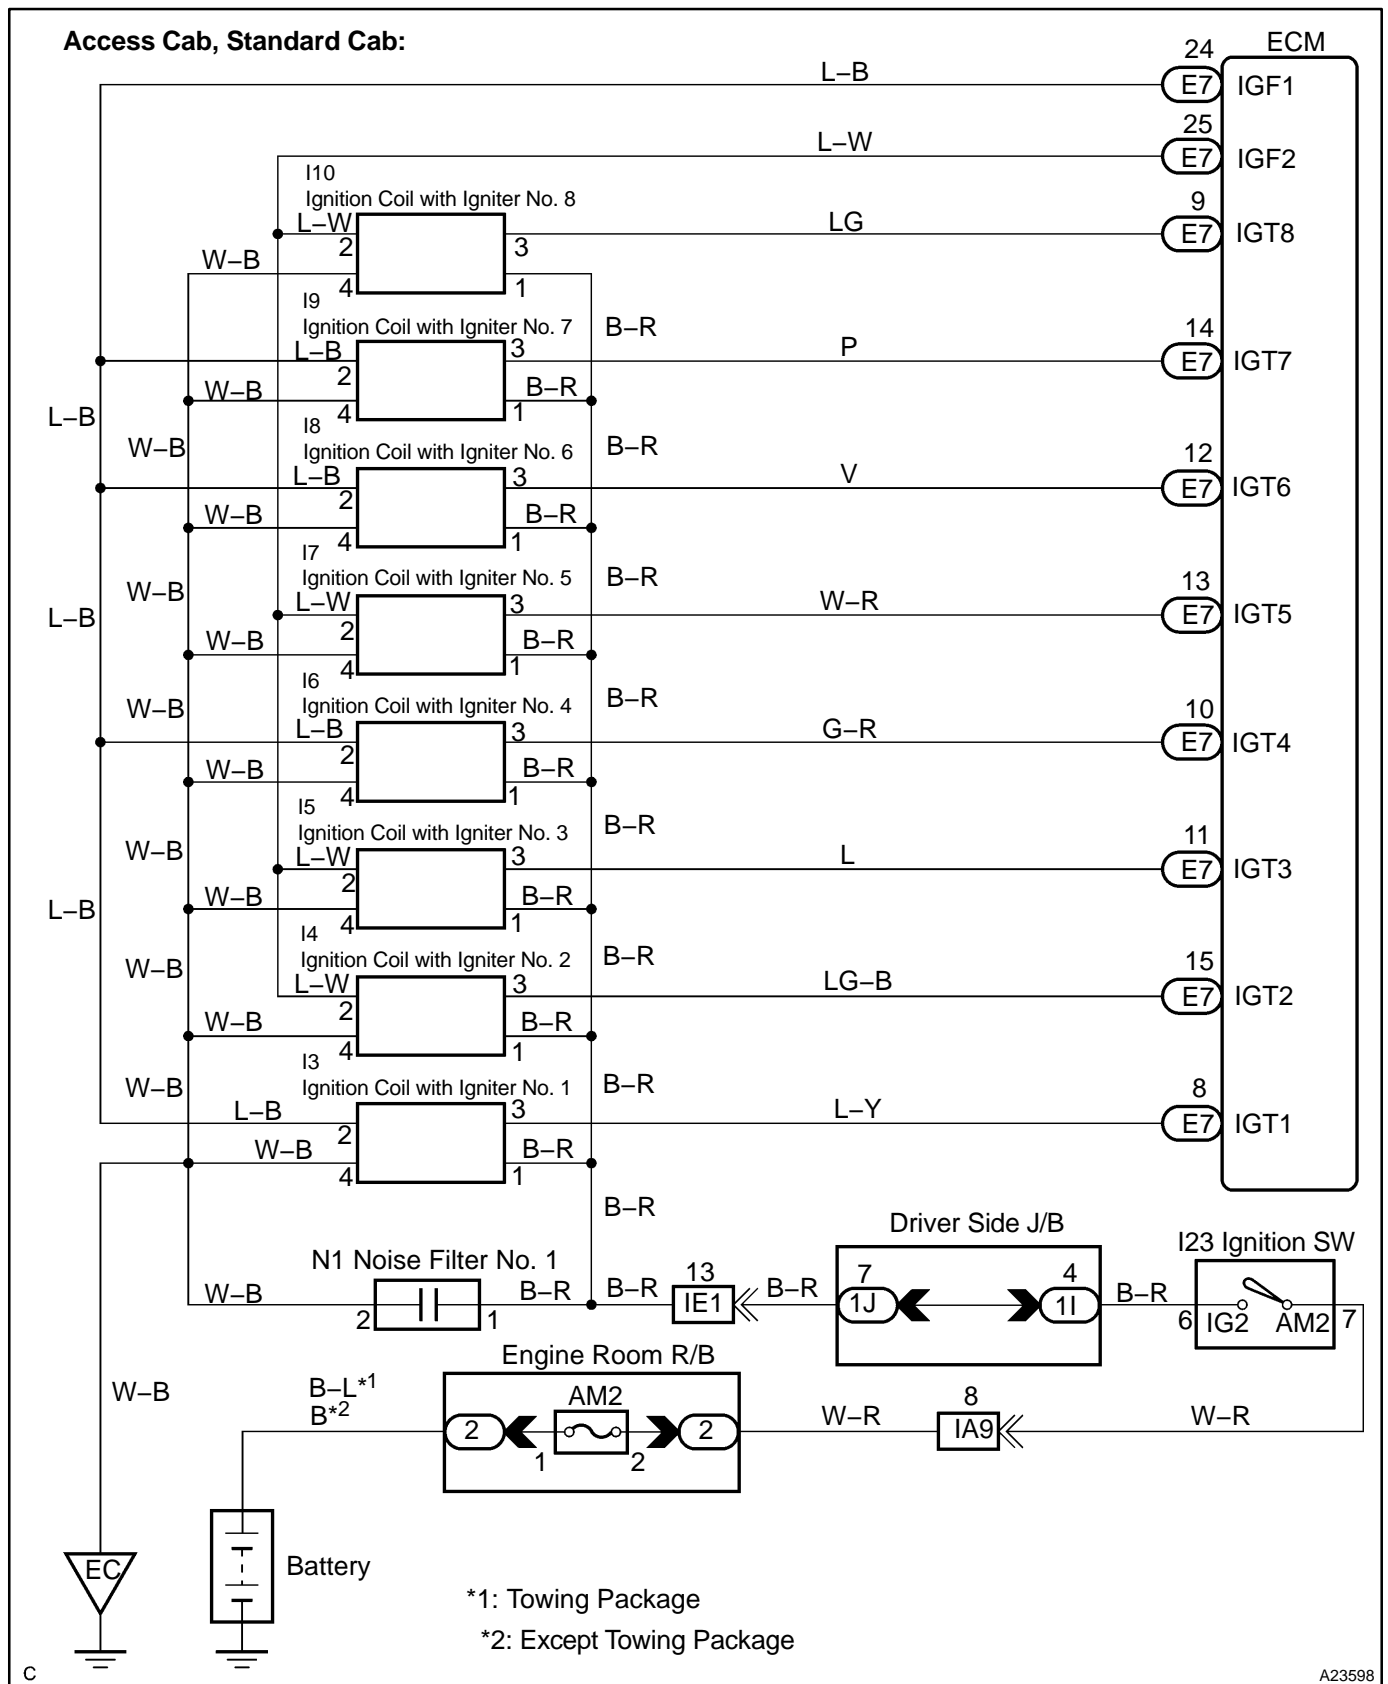 Access Cab, Standard Cab:
ECM
24
L–B
E7
IGF1
25
L–W
E7
IGF2
I10
Ignition Coil with Igniter No. 8
9
L–W
LG
E7
IGT8
2
3
W–B
4
1
I9
Ignition Coil with Igniter No. 7
B–R
14
L–B
3
P
E7
IGT7
2
W–B
B–R
4
1
L–B
I8
W–B
Ignition Coil with Igniter No. 6
B–R
12
L–B
3
V
E7
IGT6
2
W–B
B–R
4
1
I7
Ignition Coil with Igniter No. 5
B–R
13
W–B
L–W
3
W–R
E7
IGT5
L–B
2
W–B
B–R
4
1
I6
Ignition Coil with Igniter No. 4
B–R
10
W–B
L–B
3
G–R
E7
IGT4
2
W–B
B–R
4
1
I5
Ignition Coil with Igniter No. 3
B–R
11
W–B
L–W
3
L
E7
IGT3
2
W–B
B–R
L–B
4
1
I4
Ignition Coil with Igniter No. 2
B–R
15
W–B
L–W
3
LG–B
E7
IGT2
2
W–B
B–R
4
1
I3
Ignition Coil with Igniter No. 1
B–R
8
W–B
L–B
3
L–Y
E7
IGT1
2
W–B
B–R
4
1
B–R
Driver Side J/B
I23 Ignition SW
N1 Noise Filter No. 1
13
7
4
W–B
B–R
B–R
IE1
B–R
1J
1I
B–R
2
1
6
IG2
AM2
7
Engine Room R/B
W–B
B–L*1
B*2
AM2
8
2
2
W–R
IA9
W–R
1
2
EC
Battery
*1: Towing Package
*2: Except Towing Package
C
A23598